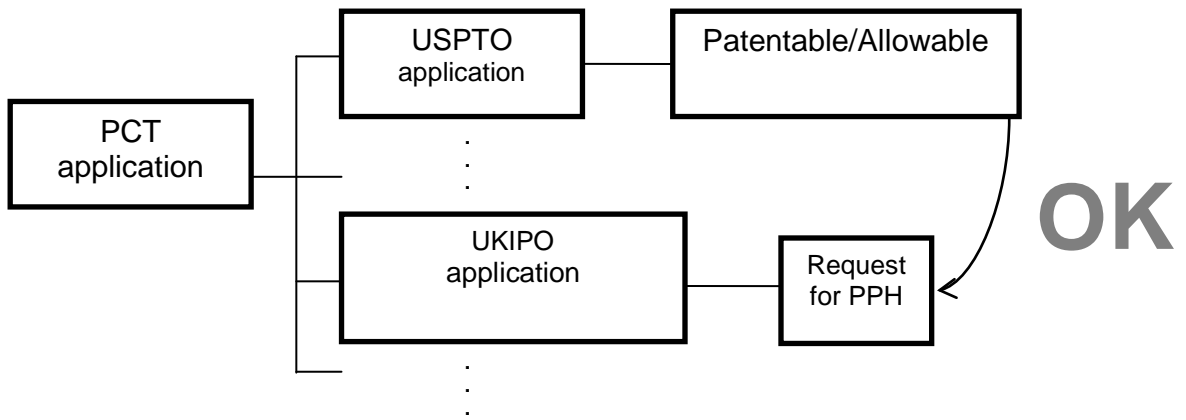 USPTO
application
Patentable/Allowable
PCT
application
OK
UKIPO
application
Request
for PPH